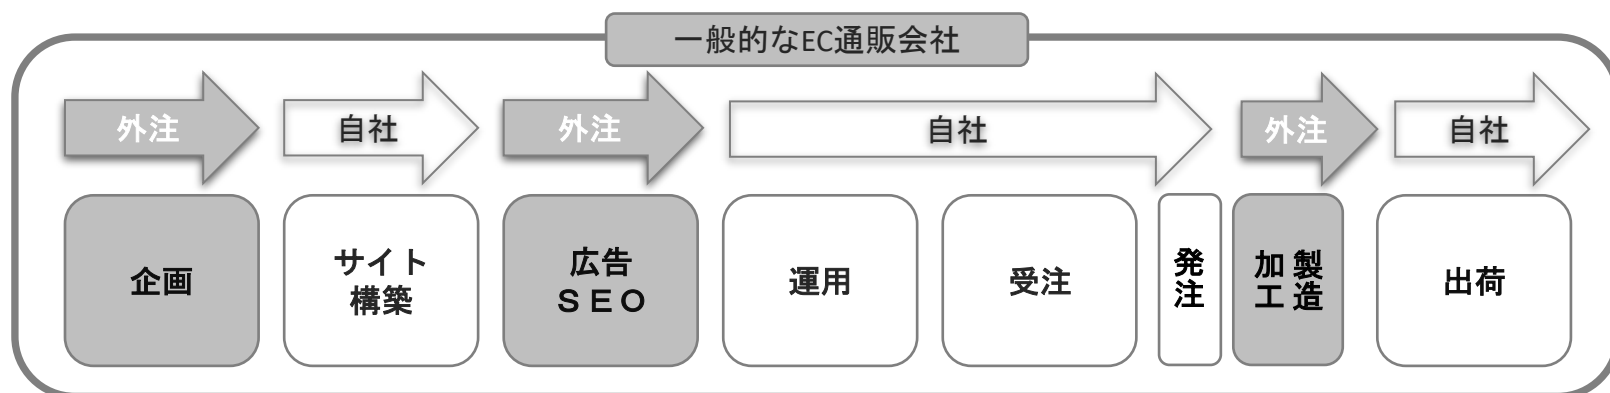 一般的なEC通販会社
外注
自社
外注
自社
外注
自社
企画
サイト
構築
広告
ＳＥＯ
運用
受注
発注
製造
加工
出荷